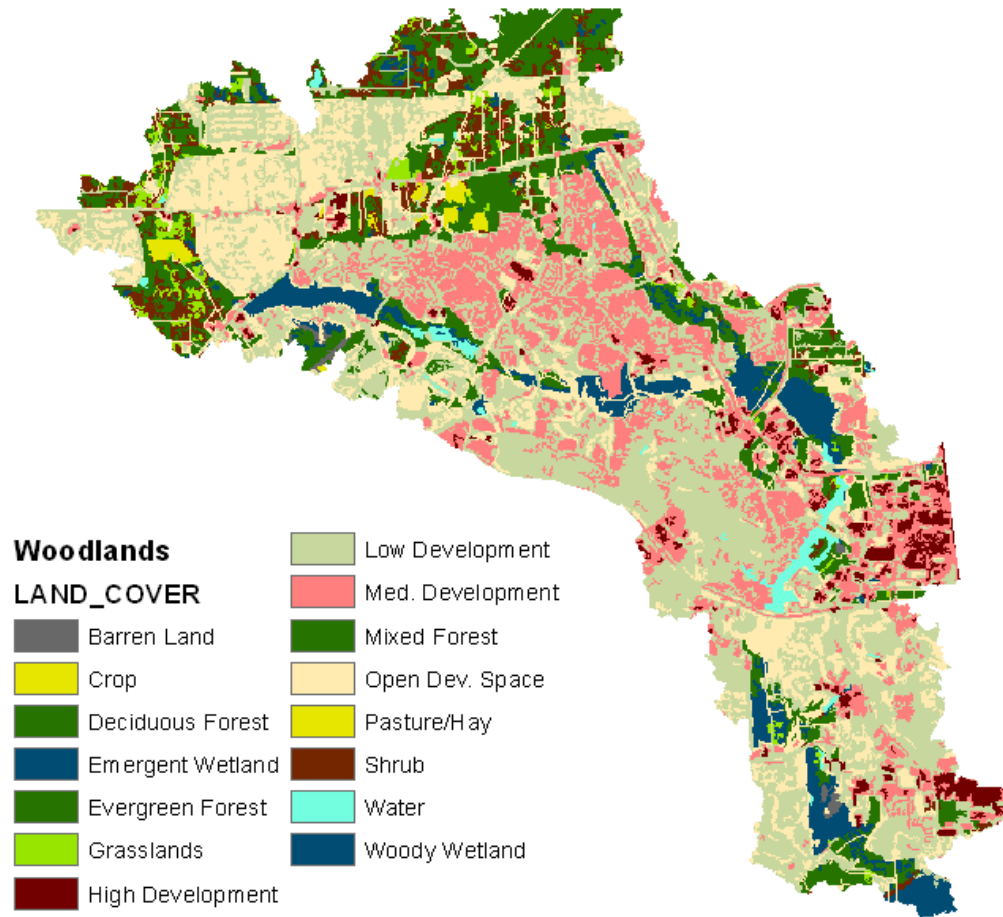 Woodlands
LAND_COVER
Barren Land
Crop
Deciduous Forest
Emergent Wetland
Evergreen Forest
Grasslands
High Development
Low Development
Med. Development
Mixed Forest
Open Dev. Space
Pasture/Hay
Shrub
Water
Woody Wetland